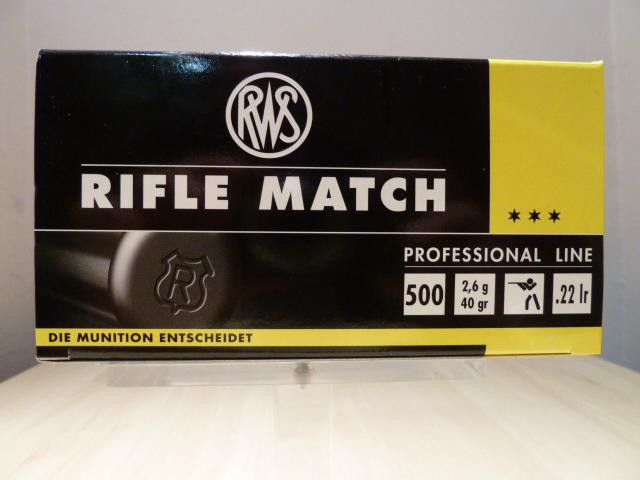 RWS
RIFLE MATCH
PROFESSIONAL LINE
500
2,6 g
40 gr
.22 lr
R
DIE MUNITION ENTSCHEIDET